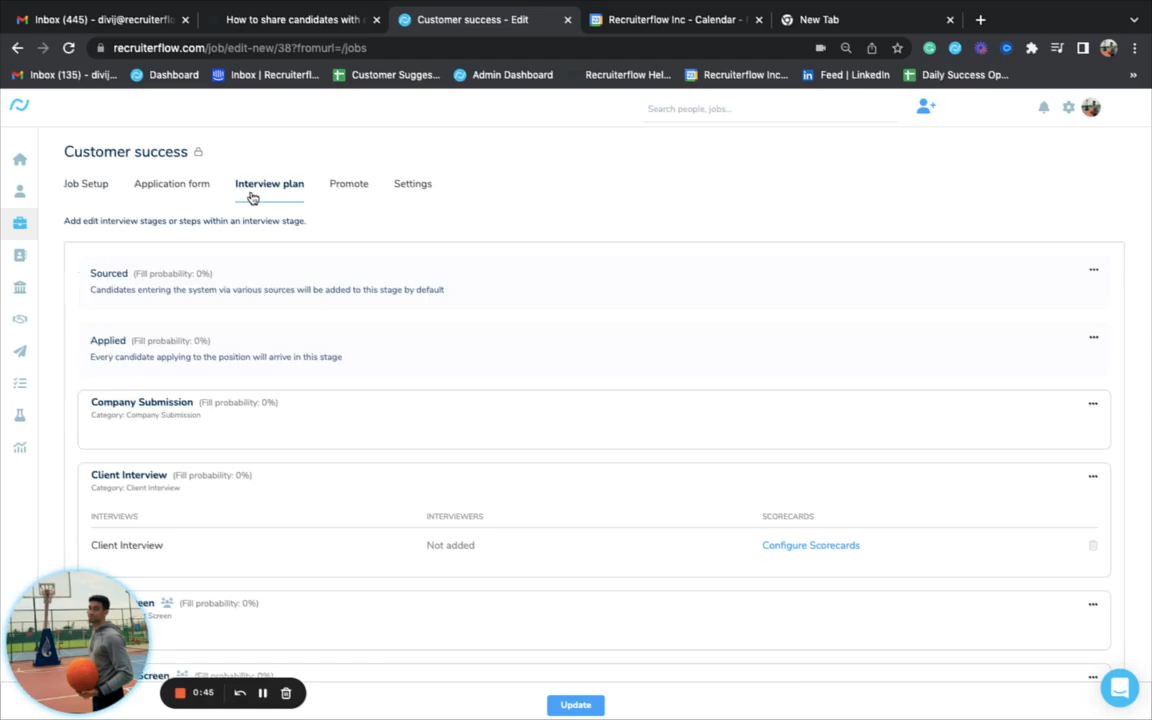 Inbox (445) - divij@recruiterfl
How to share candidates with
Customer success - Edit
Recruiterflow Inc - Calendar -
New Tab
recruiterflow.com/job/edit-new/38?fromurl=/jobs
Inbox (135) - divij...
Dashboard
Inbox | Recruiterfl...
Customer Sugges...
Admin Dashboard
Recruiterflow Hel...
Recruiterflow Inc...
Feed | LinkedIn
Daily Success Op...
Search people, jobs...
Customer success
Job Setup
Application form
Interview plan
Promote
Settings
Add edit interview stages or steps within an interview stage.
Sourced (Fill probability: 0%)
Candidates entering the system via various sources will be added to this stage by default
Applied (Fill probability: 0%)
Every candidate applying to the position will arrive in this stage
Company Submission (Fill probability: 0%)
Category: Company Submission
Client Interview (Fill probability: 0%)
Category: Client Interview
INTERVIEWS INTERVIEWERS SCORECARDS
Client Interview Not added Configure Scorecards
een (Fill probability: 0%)
Screen
Screen (Fill probability: 0%)
0:45
Update